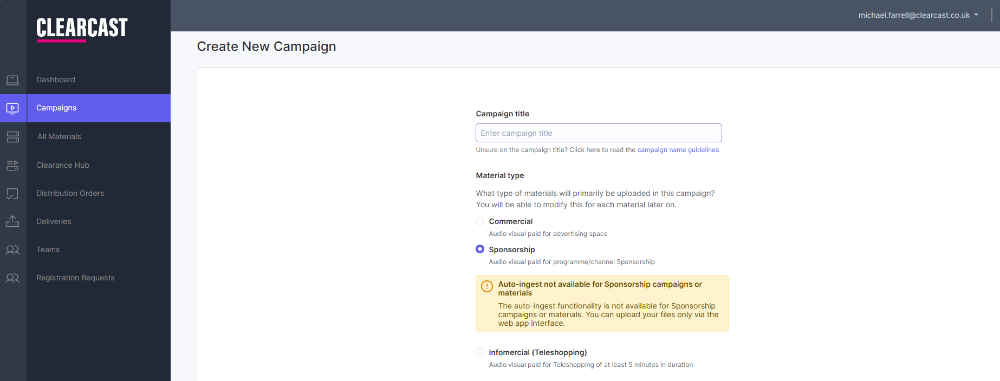 CLEARCAST
michael.farrell@clearcast.co.uk
Create New Campaign
Dashboard
Campaigns
All Materials
Clearance Hub
Distribution Orders
Deliveries
Teams
Registration Requests
Campaign title
Enter campaign title
Unsure on the campaign title? Click here to read the campaign name guidelines
Material type
What type of materials will primarily be uploaded in this campaign?
You will be able to modify this for each material later on.
Commercial
Audio visual paid for advertising space
Sponsorship
Audio visual paid for programme/channel Sponsorship
Auto-ingest not available for Sponsorship campaigns or
materials
The auto-ingest functionality is not available for Sponsorship
campaigns or materials. You can upload your files only via the
web app interface.
Infomercial (Teleshopping)
Audio visual paid for Teleshopping of at least 5 minutes in duration